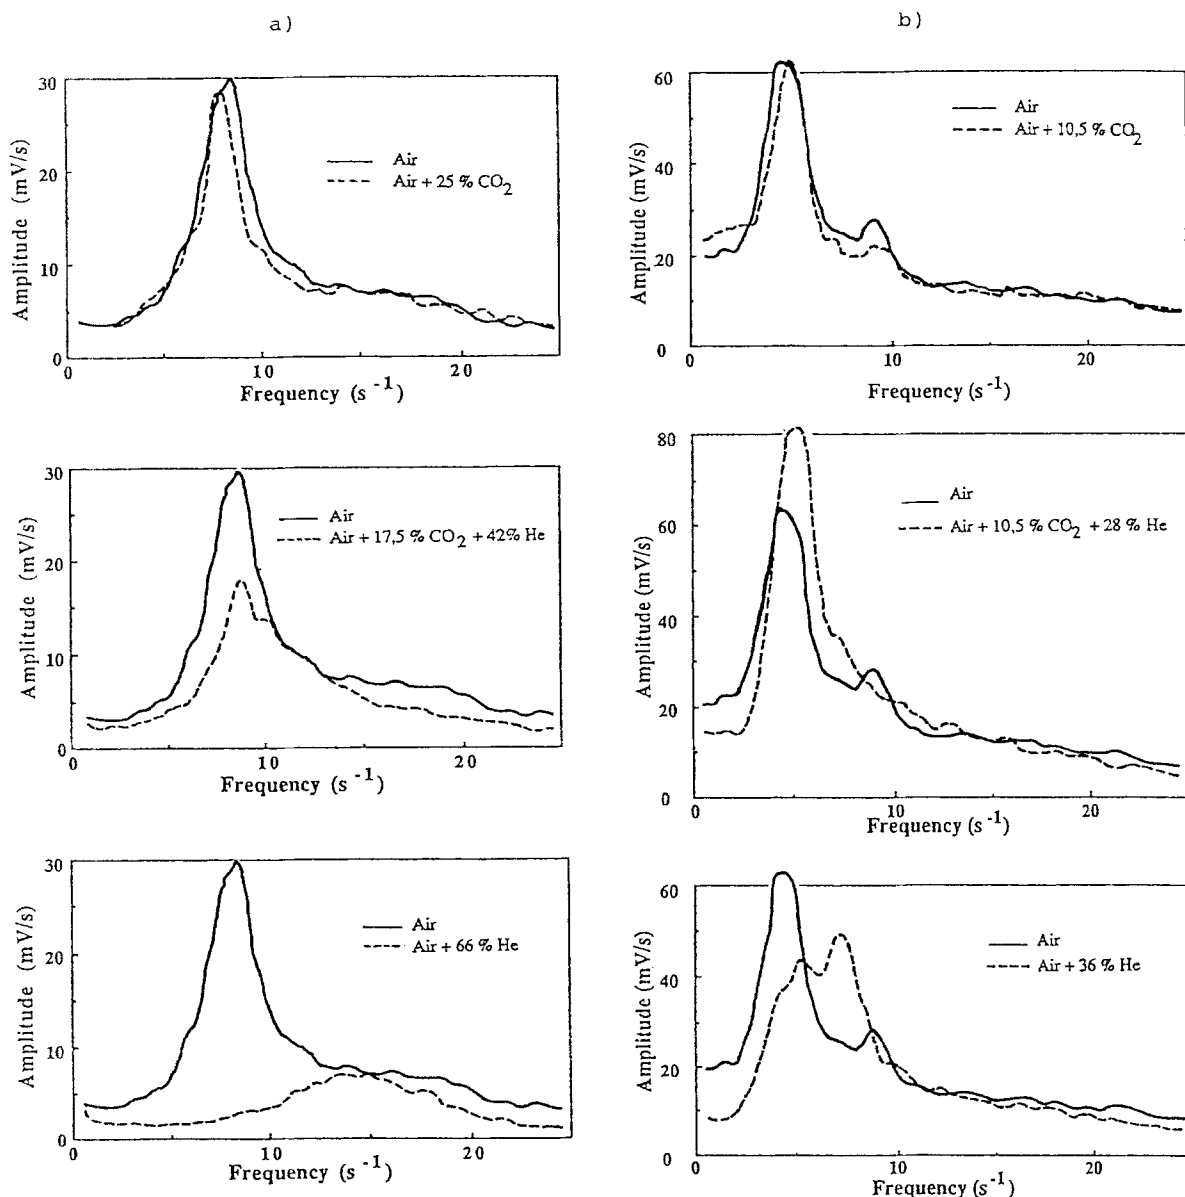 a)
b)
30
20
10
0
Amplitude (mV/s)
Air
Air + 25 % CO2
0
10
20
Frequency (s⁻¹)
60
40
20
0
Amplitude (mV/s)
Air
Air + 10,5 % CO2
0
10
20
Frequency (s⁻¹)
30
20
10
0
Amplitude (mV/s)
Air
Air + 17,5 % CO2 + 42% He
0
10
20
Frequency (s⁻¹)
80
60
40
20
0
Amplitude (mV/s)
Air
Air + 10,5 % CO2 + 28 % He
0
10
20
Frequency (s⁻¹)
30
20
10
0
Amplitude (mV/s)
Air
Air + 66 % He
0
10
20
Frequency (s⁻¹)
60
40
20
0
Amplitude (mV/s)
Air
Air + 36 % He
0
10
20
Frequency (s⁻¹)